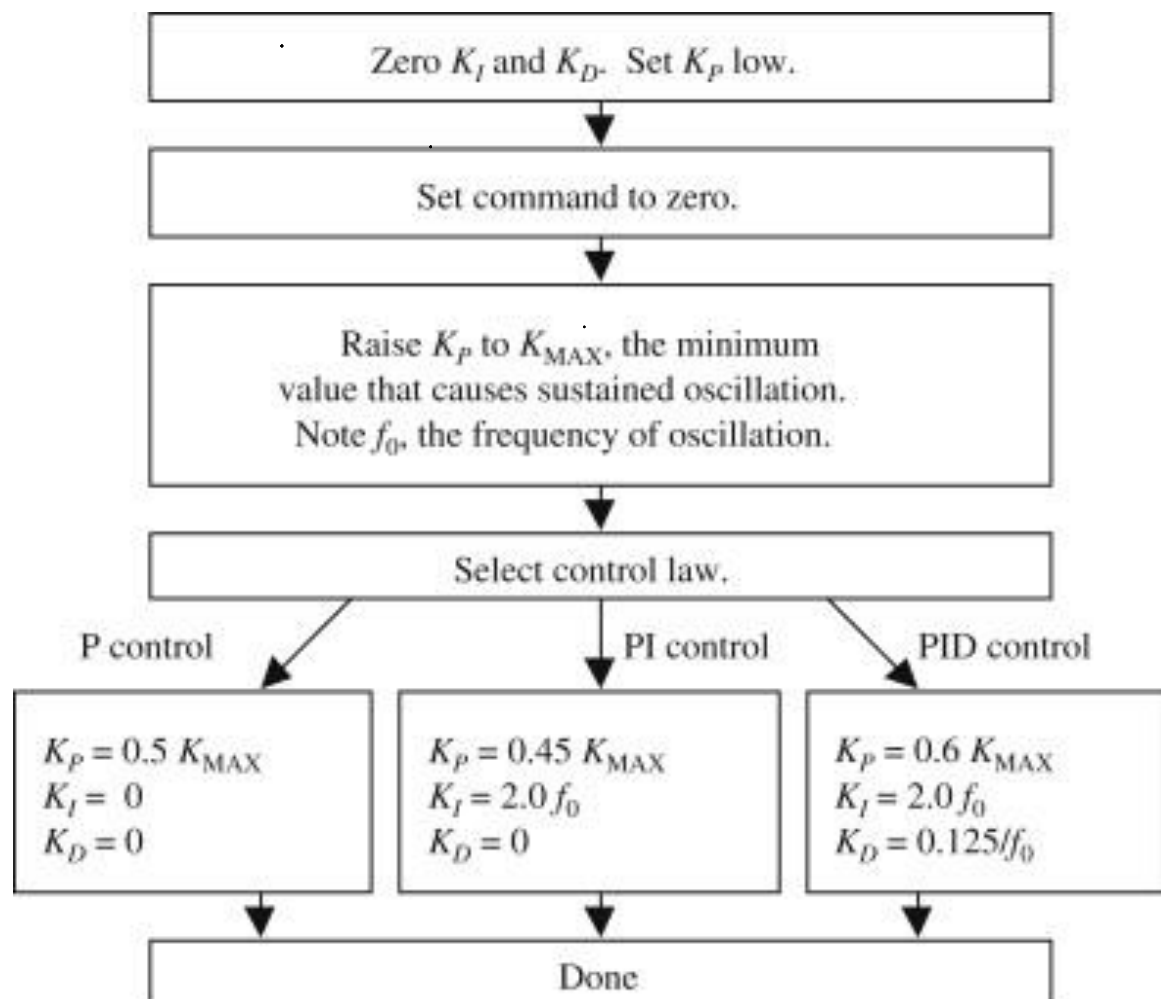 Zero K_I and K_D. Set K_P low.
Set command to zero.
Raise K_P to K_MAX, the minimum
value that causes sustained oscillation.
Note f_0, the frequency of oscillation.
Select control law.
P control
PI control
PID control
K_P = 0.5 K_MAX
K_I = 0
K_D = 0
K_P = 0.45 K_MAX
K_I = 2.0 f_0
K_D = 0
K_P = 0.6 K_MAX
K_I = 2.0 f_0
K_D = 0.125/f_0
Done